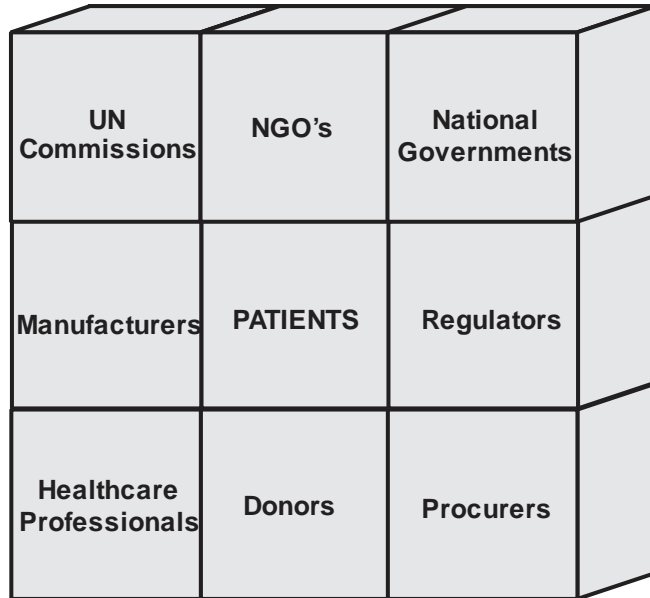 UN
Commissions
NGO's
National
Governments
Manufacturers
PATIENTS
Regulators
Healthcare
Professionals
Donors
Procurers